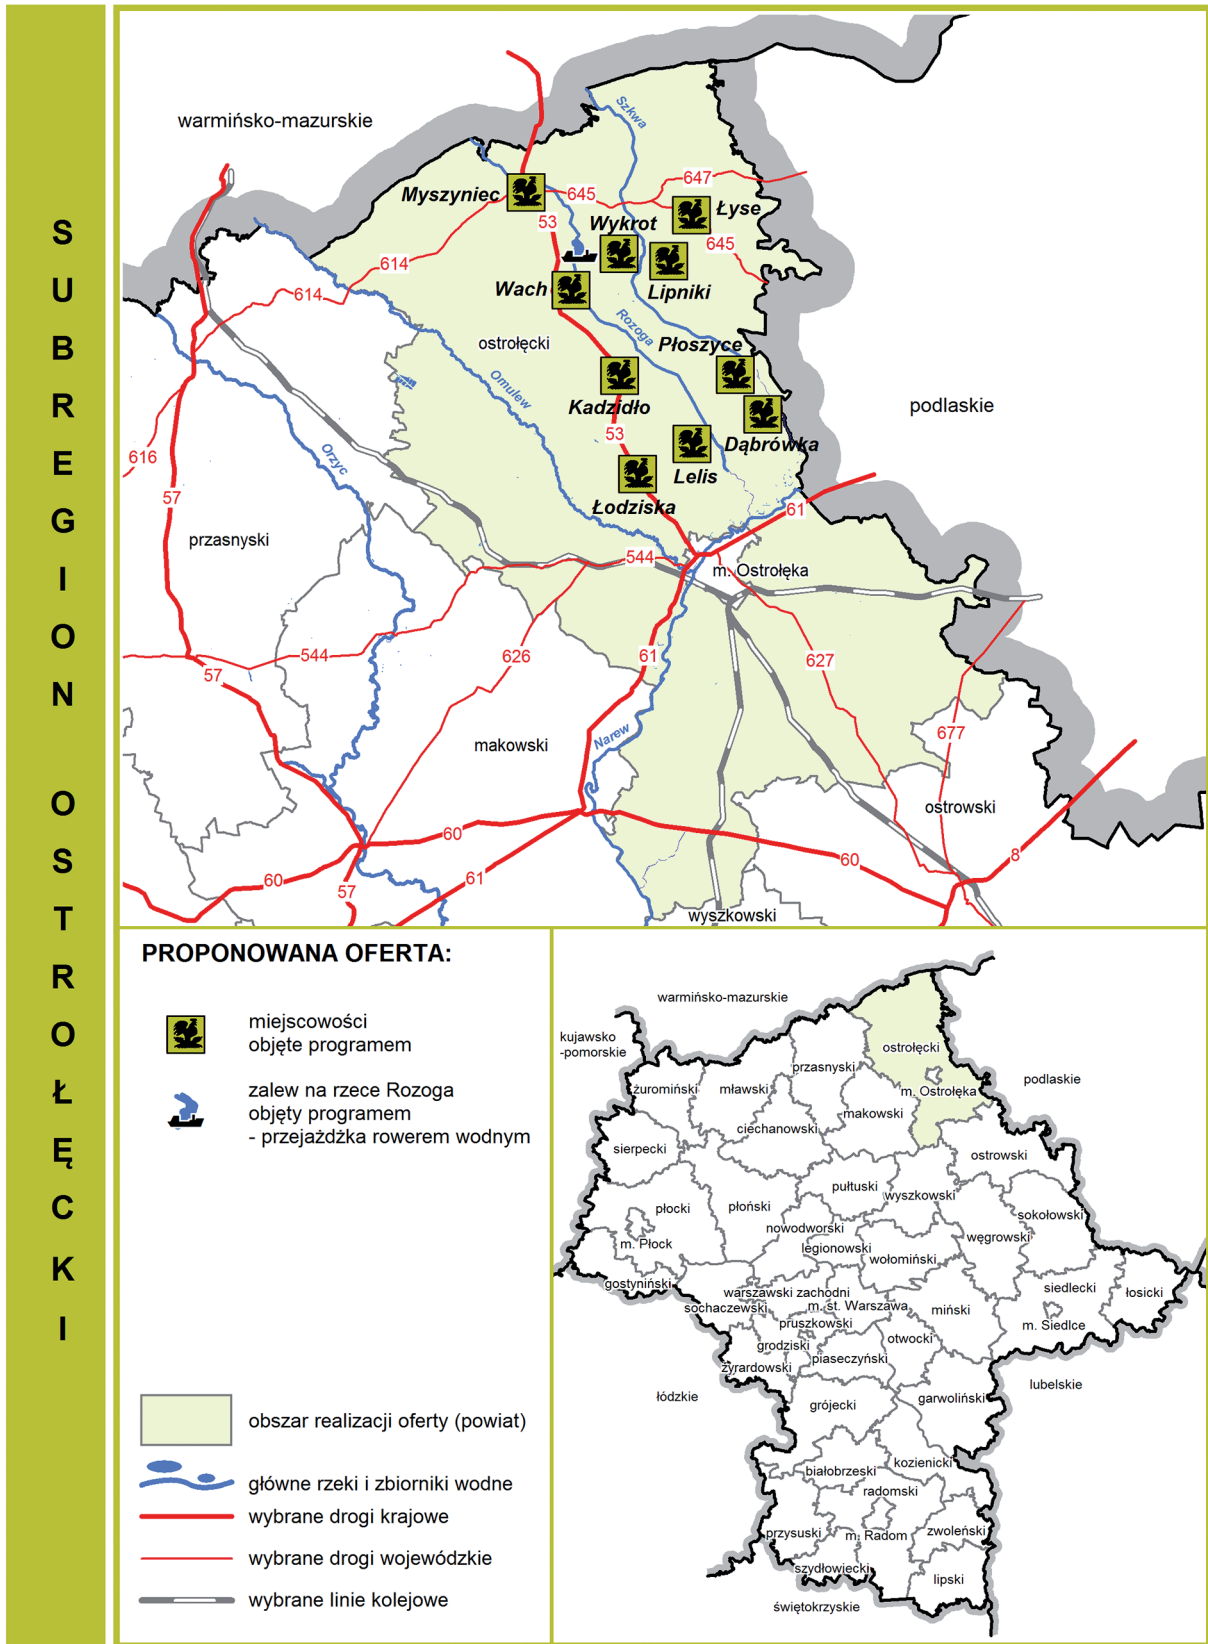 SUBREGION OSTROŁĘCKI
warmińsko-mazurskie
Szkwa
Myszyniec
645
647
Łyse
Wykrot
53
645
614
614
Wach
Lipniki
Rozoga
ostrołęcki
Płoszyce
Omulew
Kadzidło
podlaskie
53
Dąbrówka
Orzyc
616
Lelis
57
Łodziska
61
przasnyski
544
m. Ostrołęka
544
626
61
627
57
677
Narew
makowski
ostrowski
60
60
8
60
57
61
wyszkowski
PROPONOWANA OFERTA:
miejscowości
objęte programem
zalew na rzece Rozoga
objęty programem
- przejażdżka rowerem wodnym
obszar realizacji oferty (powiat)
główne rzeki i zbiorniki wodne
wybrane drogi krajowe
wybrane drogi wojewódzkie
wybrane linie kolejowe
warmińsko-mazurskie
kujawsko
-pomorskie
ostrołęcki
przasnyski
podlaskie
żuromiński
mławski
m. Ostrołęka
makowski
ciechanowski
sierpecki
ostrowski
pułtuski
wyszkowski
płocki
płoński
sokołowski
nowodworski
węgrowski
m. Płock
legionowski
wołomiński
gostyniński
siedlecki
łosicki
warszawski zachodni
sochaczewski
m. st. Warszawa
miński
pruszkowski
m. Siedlce
otwocki
grodziski
piaseczyński
żyrardowski
lubelskie
łódzkie
garwoliński
grójecki
kozienicki
białobrzeski
radomski
przysuski
m. Radom
zwoleński
szydłowiecki
lipski
świętokrzyskie